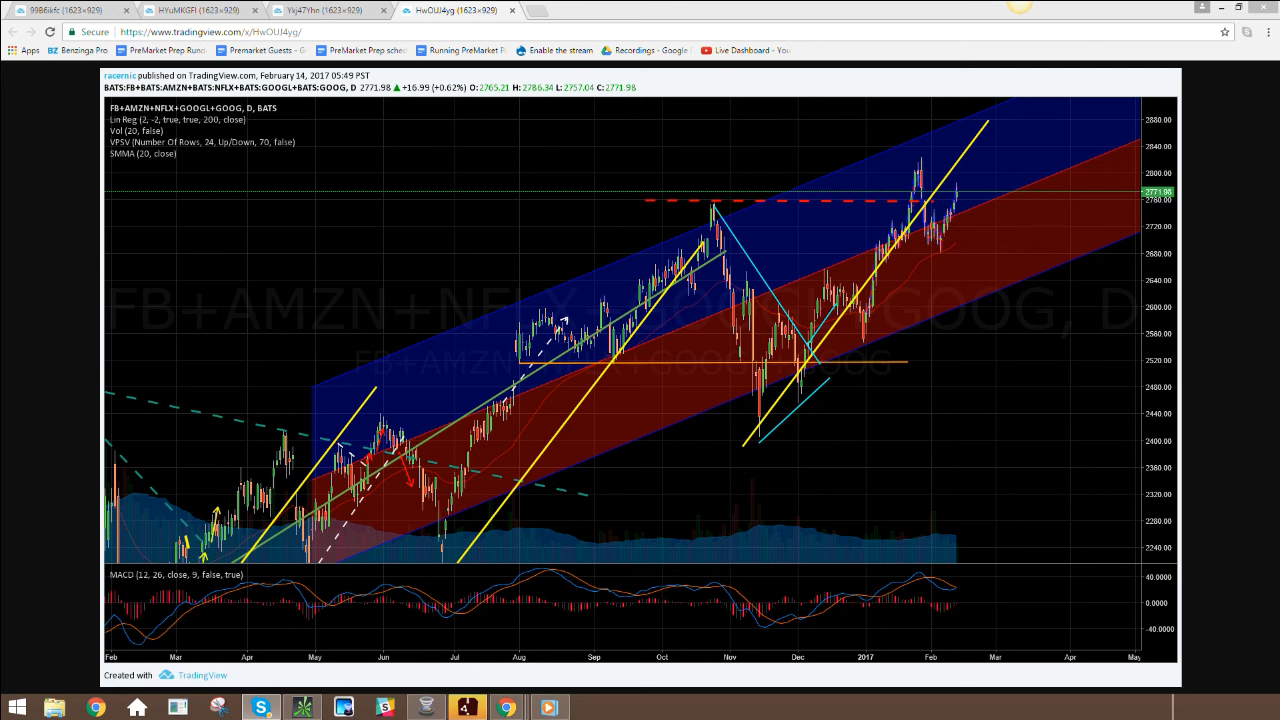 99B6ikfc (1623×929)
HYuMKGFI (1623×929)
Ykj47Yhn (1623×929)
HwOUJ4yg (1623×929)
Secure
https://www.tradingview.com/x/HwOUJ4yg/
Apps
Benzinga Pro
PreMarket Prep Rund
Premarket Guests - G
PreMarket Prep sche
Running PreMarket P
Enable the stream
Recordings - Google
Live Dashboard - You
racernic published on TradingView.com, February 14, 2017 05:49 PST
BATS:FB+BATS:AMZN+BATS:NFLX+BATS:GOOGL+BATS:GOOG, D 2771.98 ▲ +16.99 (+0.62%) O: 2765.21 H: 2786.34 L: 2757.04 C: 2771.98
FB+AMZN+NFLX+GOOGL+GOOG, D, BATS
Lin Reg (2, -2, true, true, 200, close)
Vol (20, false)
VPSV (Number Of Rows, 24, Up/Down, 70, false)
SMMA (20, close)
2880.00
2840.00
2800.00
2771.98
2760.00
2720.00
2680.00
2640.00
2600.00
2560.00
2520.00
2480.00
2440.00
2400.00
2360.00
2320.00
2280.00
2240.00
FB+AMZN+NFLX+GOOGL+GOOG, D
FB+AMZN+NFLX+GOOGL+GOOG
MACD (12, 26, close, 9, false, true)
40.0000
0.0000
-40.0000
Feb Mar Apr May Jun Jul Aug Sep Oct Nov Dec 2017 Feb Mar Apr May
Created with TradingView